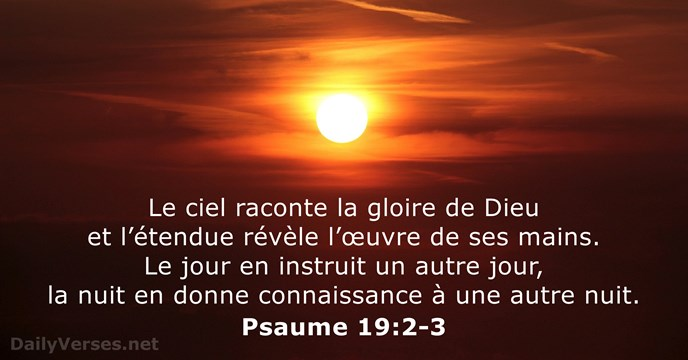 Le ciel raconte la gloire de Dieu
et l’étendue révèle l’œuvre de ses mains.
Le jour en instruit un autre jour,
la nuit en donne connaissance à une autre nuit.
Psaume 19:2-3
DailyVerses.net